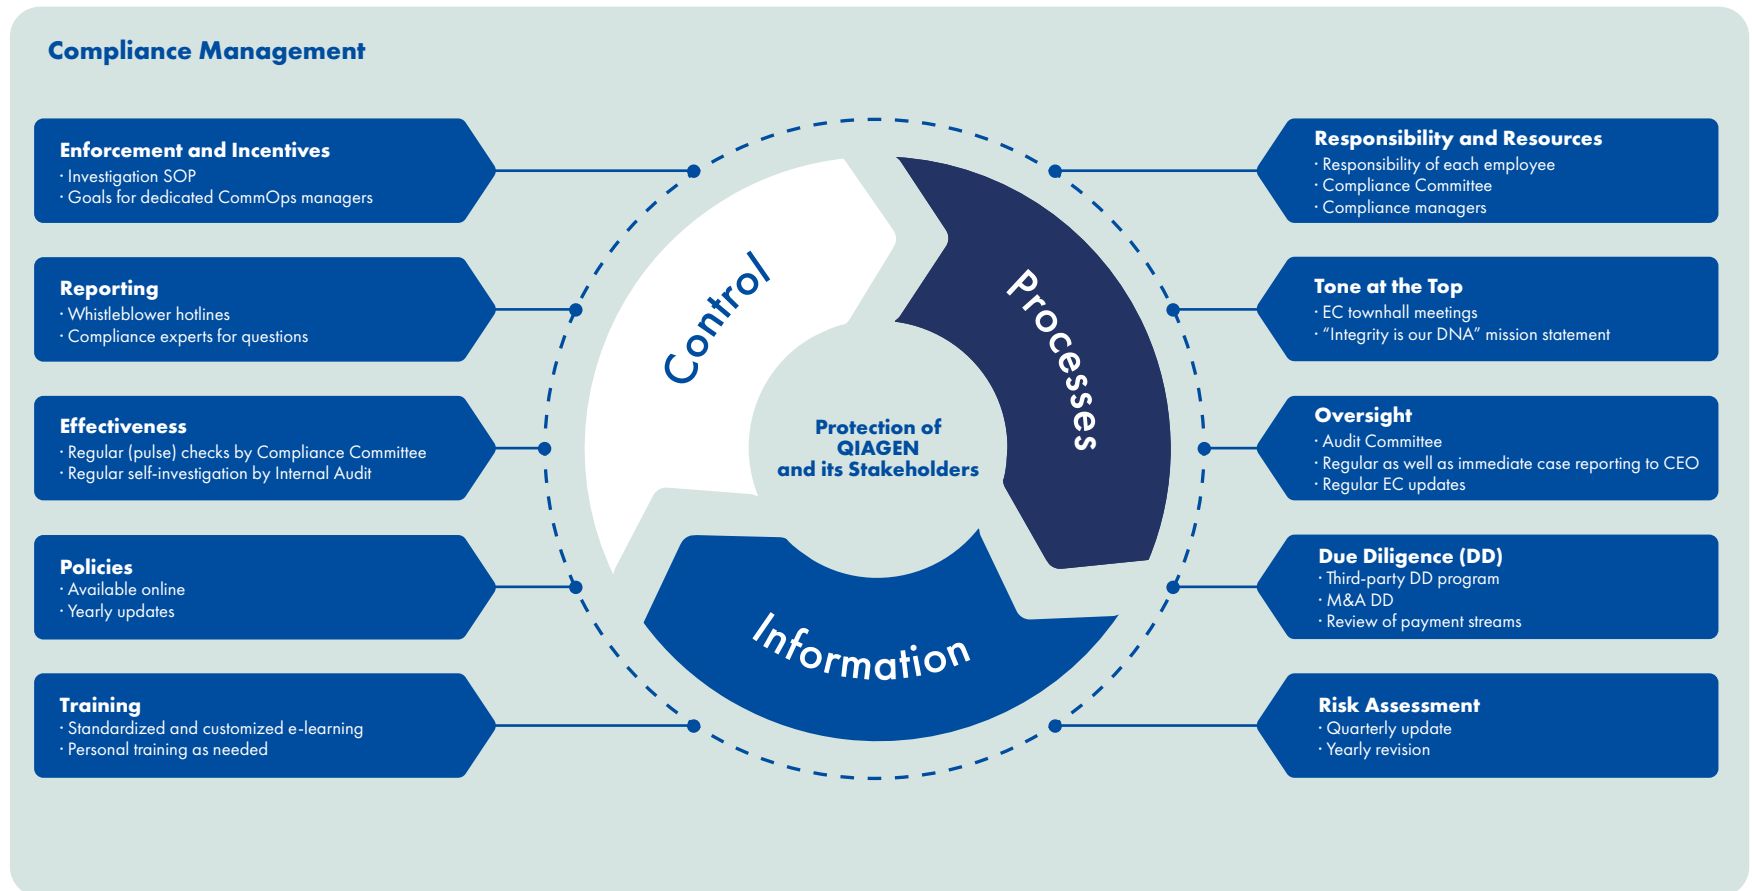 Compliance Management
Enforcement and Incentives
· Investigation SOP
· Goals for dedicated CommOps managers
Reporting
· Whistleblower hotlines
· Compliance experts for questions
Effectiveness
· Regular (pulse) checks by Compliance Committee
· Regular self-investigation by Internal Audit
Policies
· Available online
· Yearly updates
Training
· Standardized and customized e-learning
· Personal training as needed
Control
Processes
Information
Protection of
QIAGEN
and its Stakeholders
Responsibility and Resources
· Responsibility of each employee
· Compliance Committee
· Compliance managers
Tone at the Top
· EC townhall meetings
· “Integrity is our DNA” mission statement
Oversight
· Audit Committee
· Regular as well as immediate case reporting to CEO
· Regular EC updates
Due Diligence (DD)
· Third-party DD program
· M&A DD
· Review of payment streams
Risk Assessment
· Quarterly update
· Yearly revision